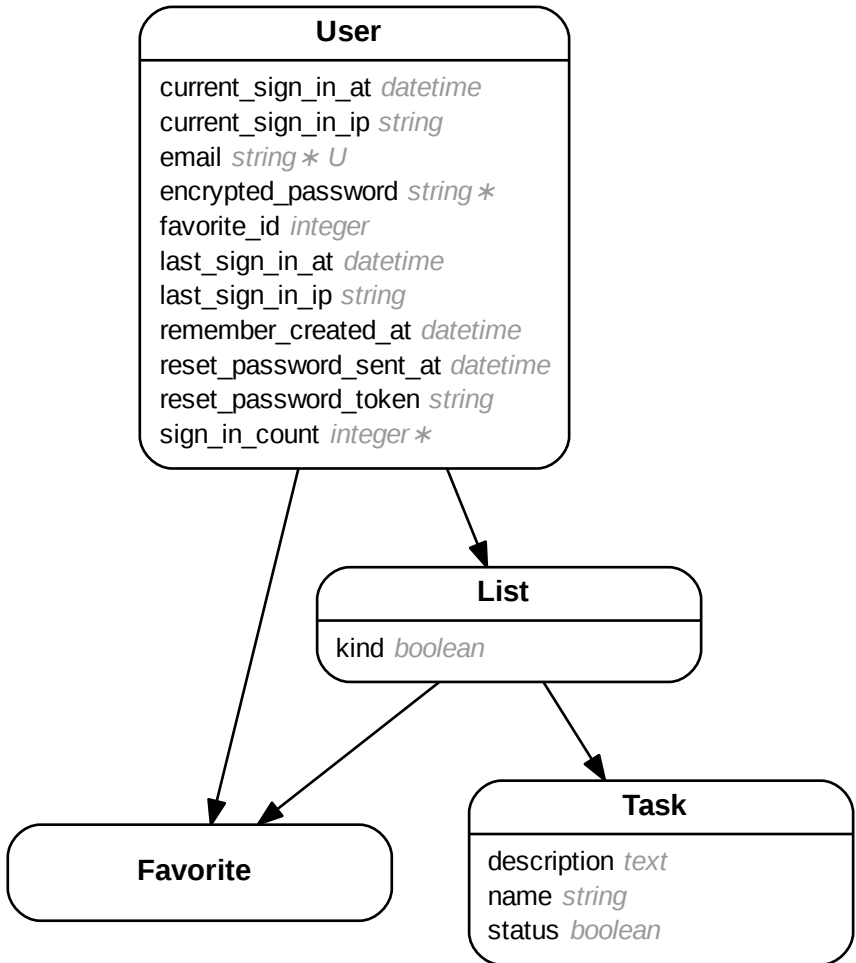 User
current_sign_in_at datetime
current_sign_in_ip string
email string∗ U
encrypted_password string∗
favorite_id integer
last_sign_in_at datetime
last_sign_in_ip string
remember_created_at datetime
reset_password_sent_at datetime
reset_password_token string
sign_in_count integer∗
List
kind boolean
Favorite
Task
description text
name string
status boolean